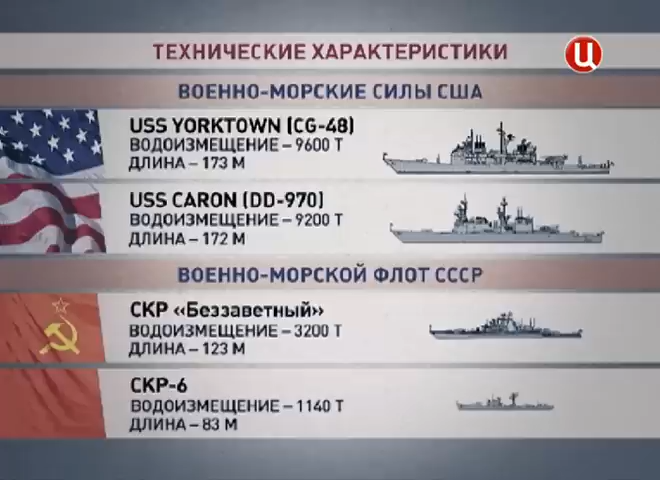 ТЕХНИЧЕСКИЕ ХАРАКТЕРИСТИКИ
Ц
ВОЕННО-МОРСКИЕ СИЛЫ США
USS YORKTOWN (CG-48)
ВОДОИЗМЕЩЕНИЕ – 9600 Т
ДЛИНА – 173 М
USS CARON (DD-970)
ВОДОИЗМЕЩЕНИЕ – 9200 Т
ДЛИНА – 172 М
ВОЕННО-МОРСКОЙ ФЛОТ СССР
СКР «Беззаветный»
ВОДОИЗМЕЩЕНИЕ – 3200 Т
ДЛИНА – 123 М
СКР-6
ВОДОИЗМЕЩЕНИЕ – 1140 Т
ДЛИНА – 83 М